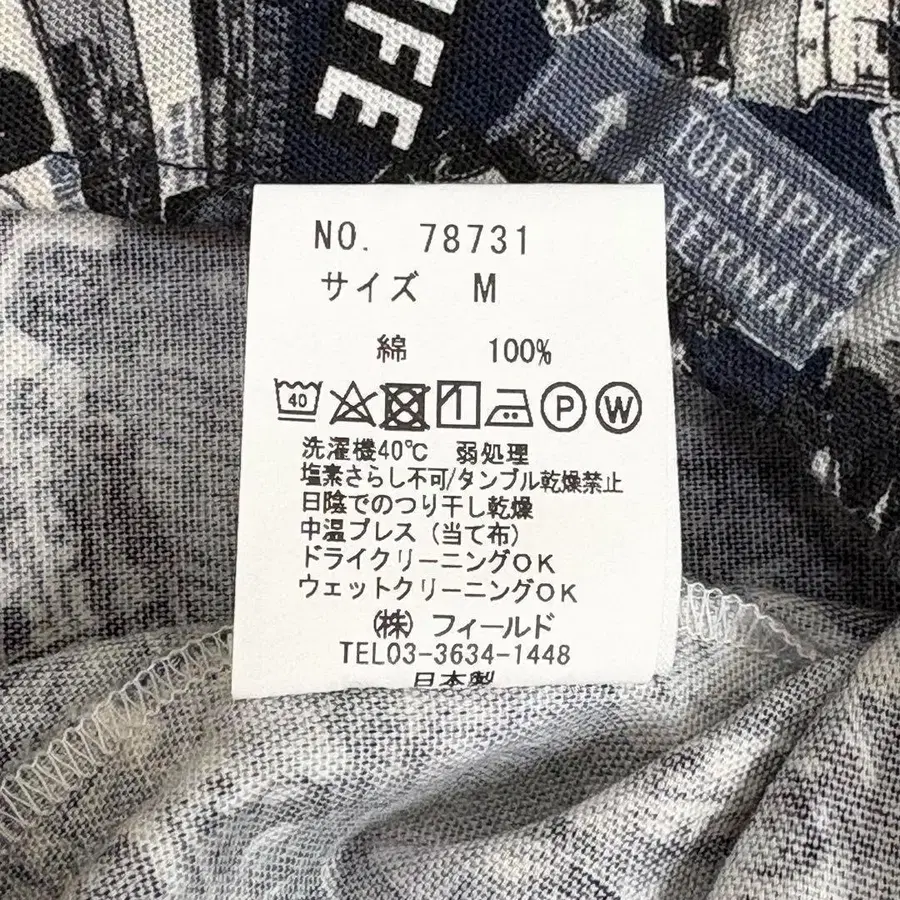 IFE
TURNPIKE
TERNAT
NO. 78731
サイズ M
綿 100%
40
P
W
洗濯機40℃ 弱処理
塩素さらし不可/タンブル乾燥禁止
日陰でのつり干し乾燥
中温プレス（当て布）
ドライクリーニングOK
ウェットクリーニングOK
(株) フィールド
TEL03-3634-1448
日本製